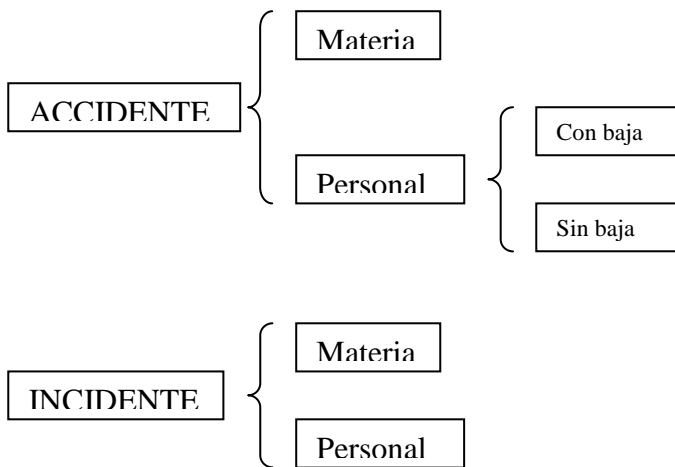 Materia
ACCIDENTE
Con baja
Personal
Sin baja
Materia
INCIDENTE
Personal